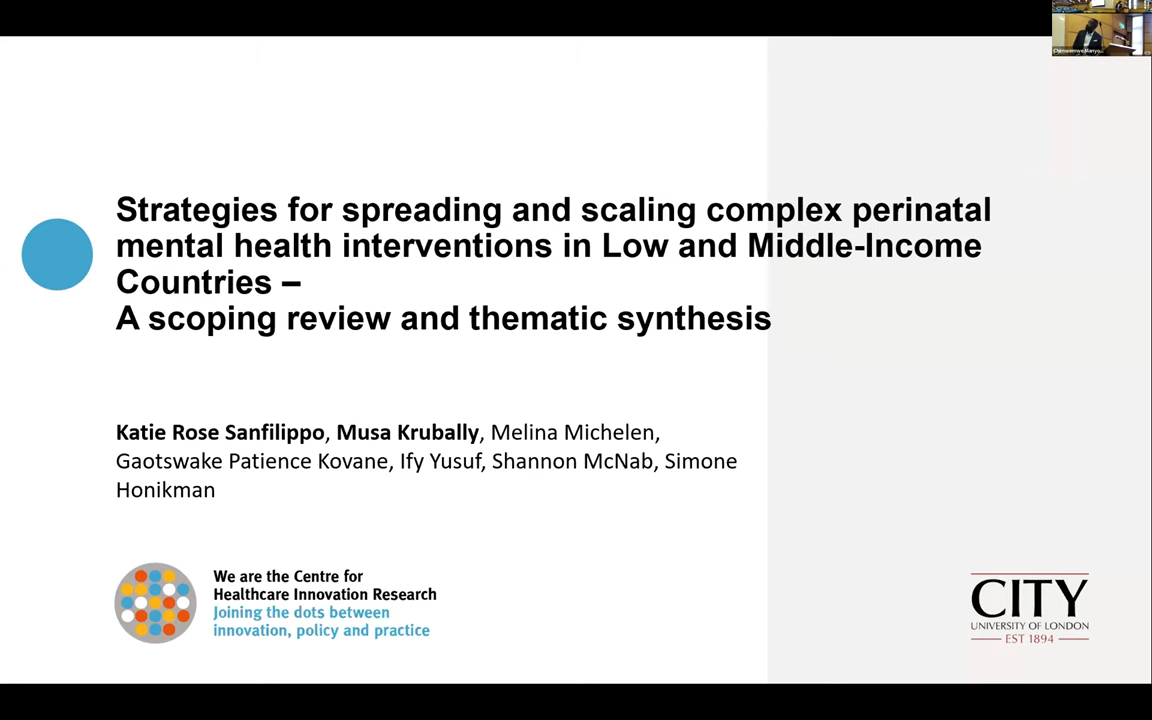 Strategies for spreading and scaling complex perinatal
mental health interventions in Low and Middle-Income
Countries –
A scoping review and thematic synthesis
Katie Rose Sanfilippo, Musa Krubally, Melina Michelen,
Gaotswake Patience Kovane, Ify Yusuf, Shannon McNab, Simone
Honikman
We are the Centre for
Healthcare Innovation Research
Joining the dots between
innovation, policy and practice
CITY
UNIVERSITY OF LONDON
EST 1894